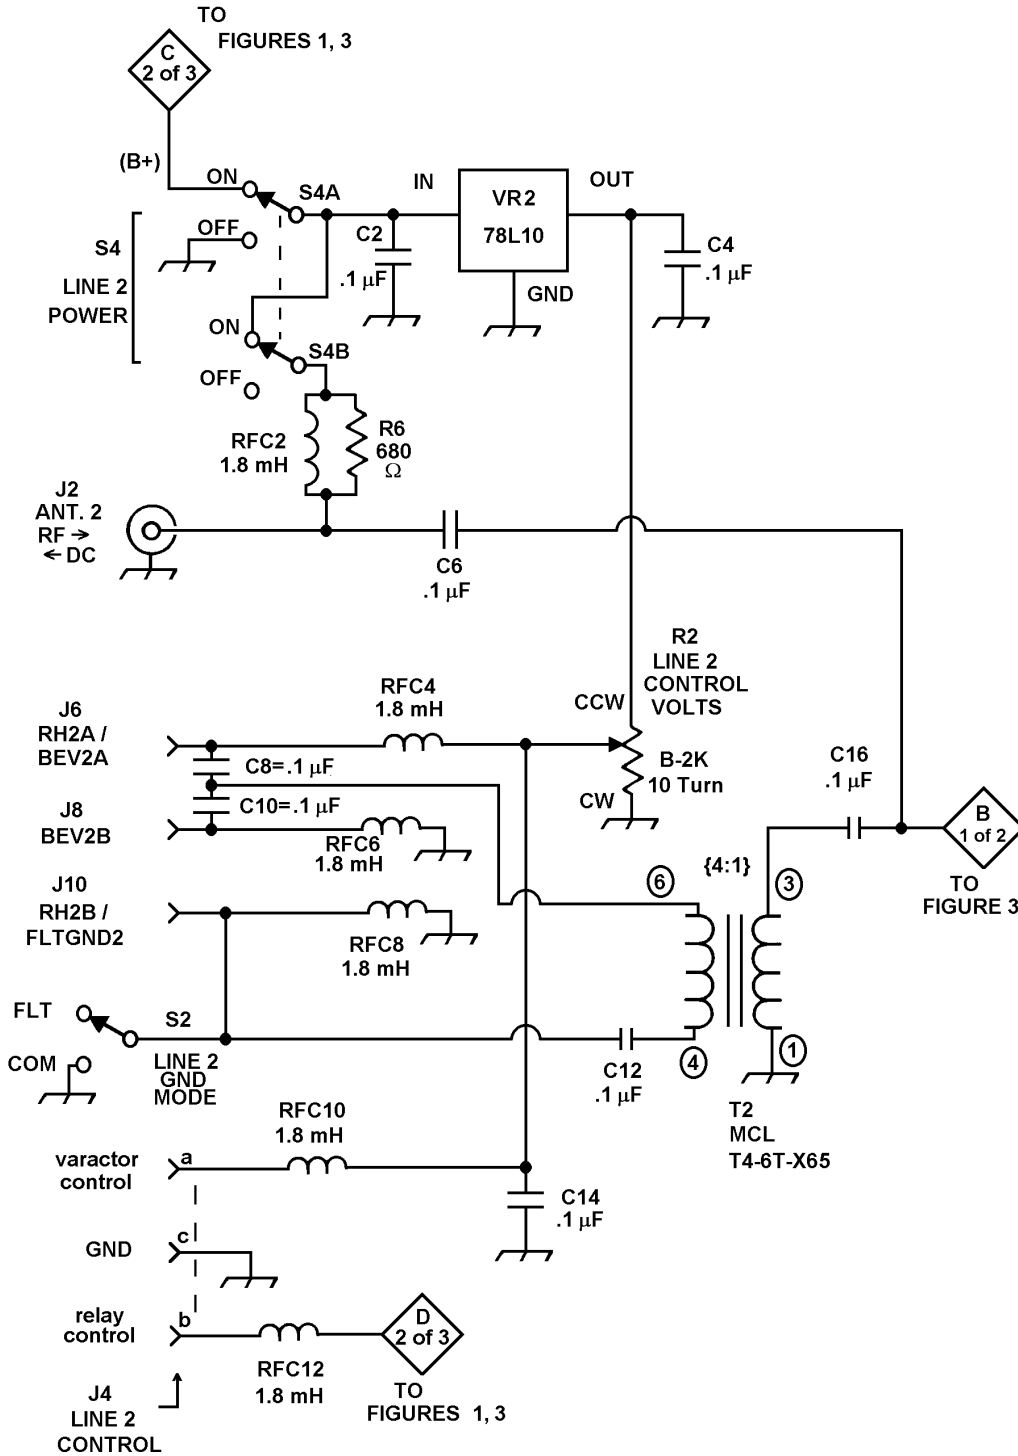 TO
FIGURES 1, 3
C
2 of 3
(B+)
ON
S4A
IN
VR2
78L10
OUT
OFF
C2
.1 µF
GND
C4
.1 µF
S4
LINE 2
POWER
ON
S4B
OFF
RFC2
1.8 mH
R6
680
Ω
J2
ANT. 2
RF →
← DC
C6
.1 µF
R2
LINE 2
CONTROL
VOLTS
CCW
RFC4
1.8 mH
J6
RH2A /
BEV2A
C8=.1 µF
B-2K
10 Turn
C16
.1 µF
C10=.1 µF
CW
J8
BEV2B
RFC6
1.8 mH
B
1 of 2
TO
FIGURE 3
{4:1}
6
3
J10
RH2B /
FLTGND2
RFC8
1.8 mH
FLT
S2
COM
LINE 2
GND
MODE
C12
.1 µF
4
1
T2
MCL
T4-6T-X65
RFC10
1.8 mH
varactor
control
a
C14
.1 µF
GND
c
relay
control
b
D
2 of 3
RFC12
1.8 mH
TO
FIGURES 1, 3
J4
LINE 2
CONTROL